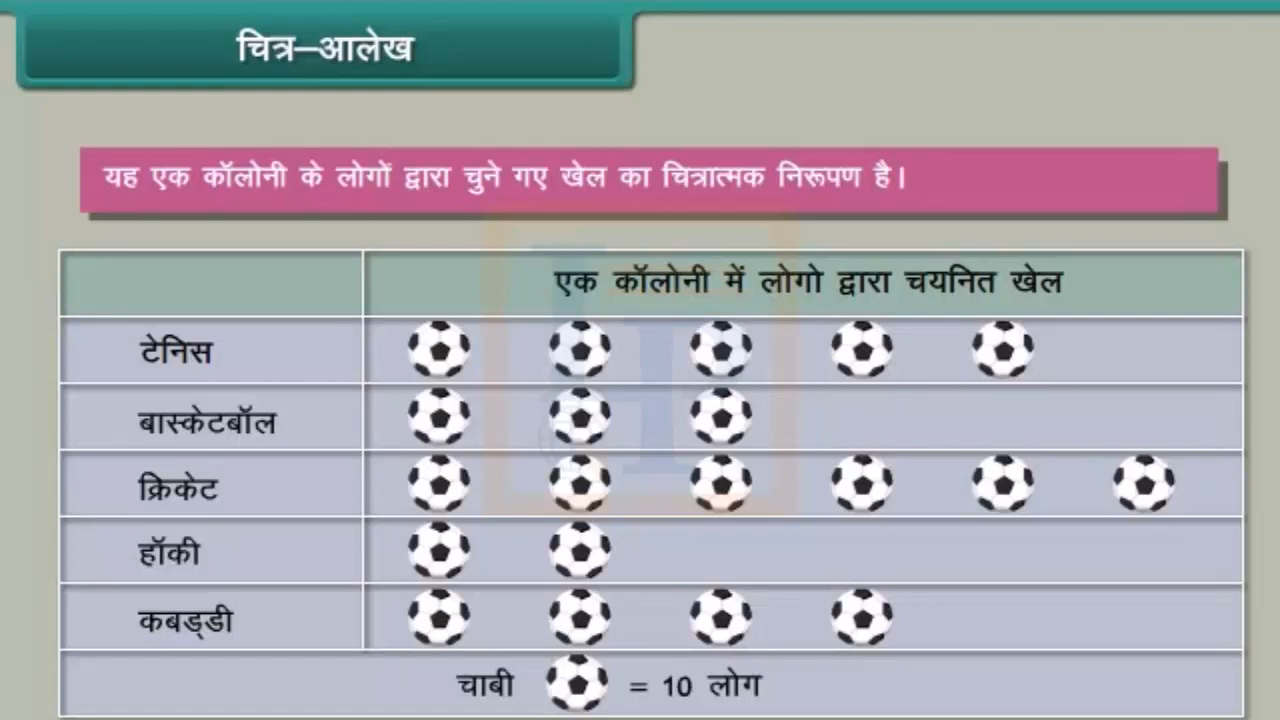 चित्र–आलेख
यह एक कॉलोनी के लोगों द्वारा चुने गए खेल का चित्रात्मक निरूपण है।
एक कॉलोनी में लोगो द्वारा चयनित खेल
टेनिस
बास्केटबॉल
क्रिकेट
हॉकी
कबड्डी
चाबी = 10 लोग